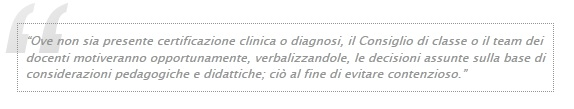 “Ove non sia presente certificazione clinica o diagnosi, il Consiglio di classe o il team dei
docenti motiveranno opportunamente, verbalizzandole, le decisioni assunte sulla base di
considerazioni pedagogiche e didattiche; ciò al fine di evitare contenzioso.”